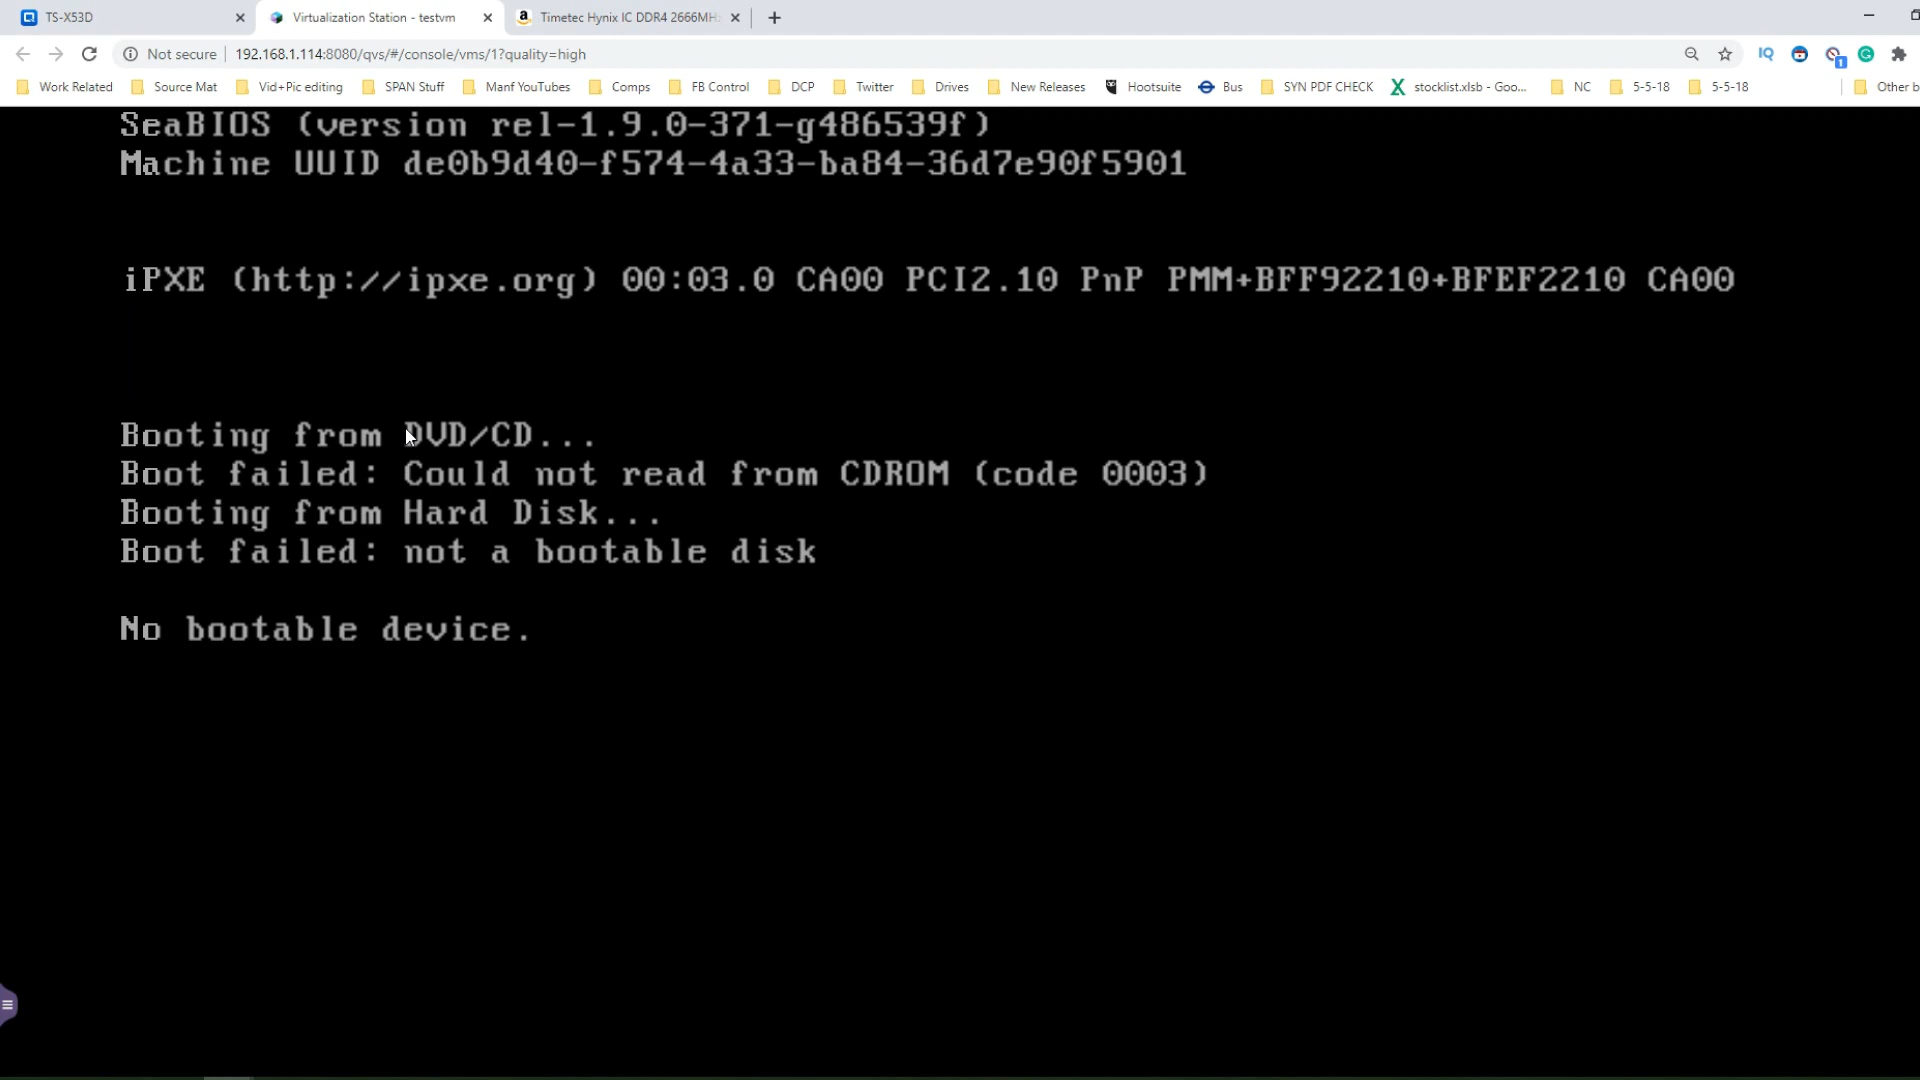 TS-X53D
Virtualization Station - testvm
Timetec Hynix IC DDR4 2666MH
Not secure
192.168.1.114:8080/qvs/#/console/vms/1?quality=high
IQ
1
Work Related
Source Mat
Vid+Pic editing
SPAN Stuff
Manf YouTubes
Comps
FB Control
DCP
Twitter
Drives
New Releases
Hootsuite
Bus
SYN PDF CHECK
stocklist.xlsb - Goo...
NC
5-5-18
5-5-18
Other b
SeaBIOS (version rel-1.9.0-371-g486539f)
Machine UUID de0b9d40-f574-4a33-ba84-36d7e90f5901
iPXE (http://ipxe.org) 00:03.0 CA00 PCI2.10 PnP PMM+BFF92210+BFEF2210 CA00
Booting from DVD/CD...
Boot failed: Could not read from CDROM (code 0003)
Booting from Hard Disk...
Boot failed: not a bootable disk
No bootable device.